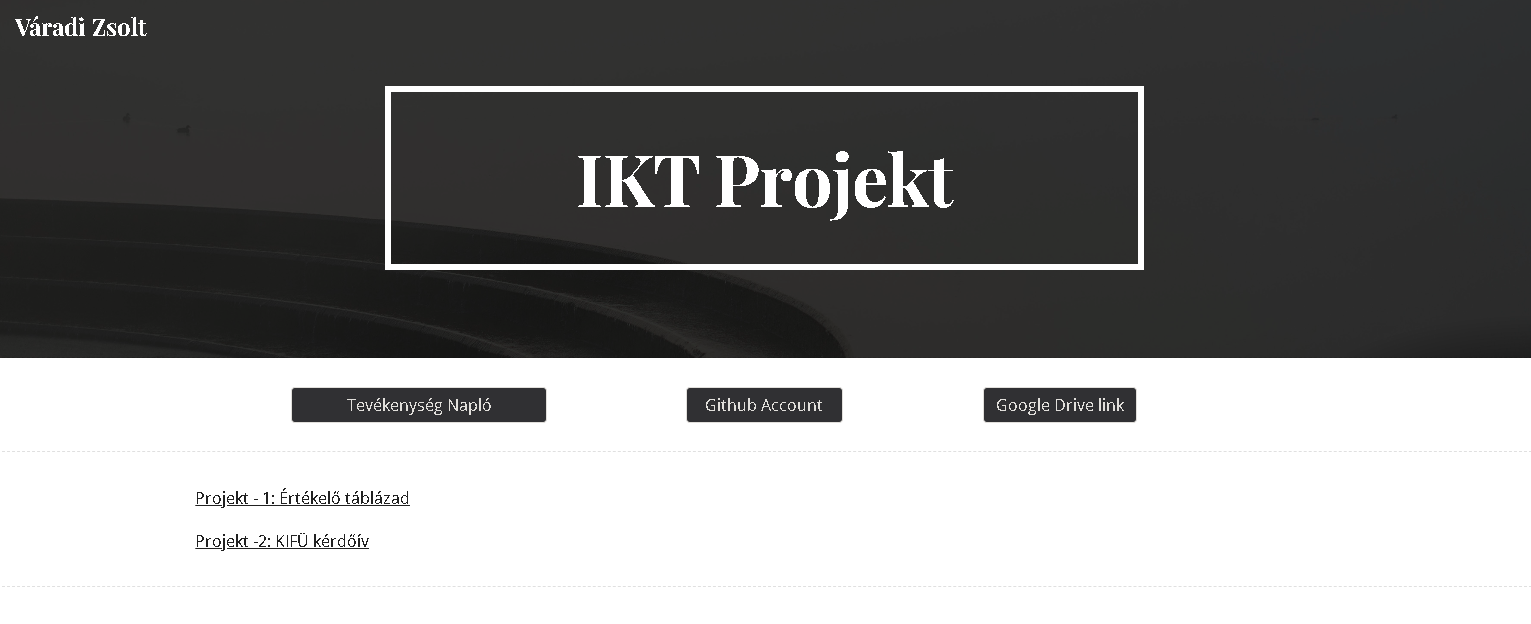 Váradi Zsolt
IKT Projekt
Tevékenység Napló
Github Account
Google Drive link
Projekt - 1: Értékelő táblázad
Projekt -2: KIFÜ kérdőív